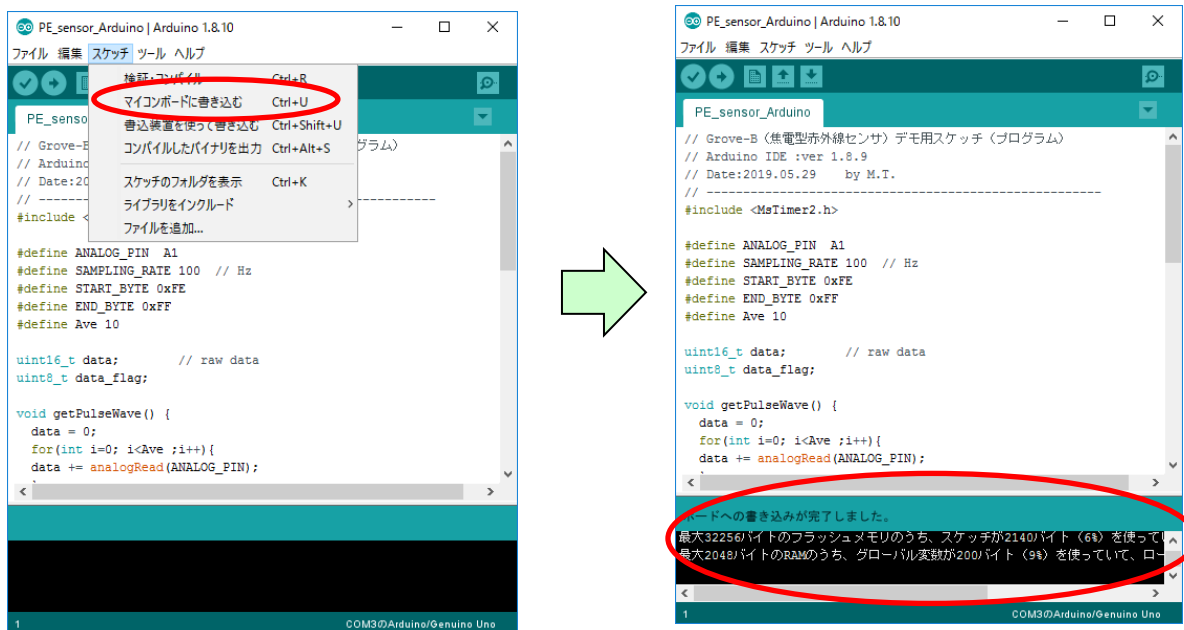 PE_sensor_Arduino | Arduino 1.8.10
ファイル 編集 スケッチ ツール ヘルプ
検証・コンパイル Ctrl+R
マイコンボードに書き込む Ctrl+U
書込装置を使って書き込む Ctrl+Shift+U
コンパイルしたバイナリを出力 Ctrl+Alt+S
スケッチのフォルダを表示 Ctrl+K
ライブラリをインクルード
ファイルを追加...
PE_senso
// Grove-B
グラム)
// Arduino
// Date:20
// ------
#include <
#define ANALOG_PIN A1
#define SAMPLING_RATE 100 // Hz
#define START_BYTE 0xFE
#define END_BYTE 0xFF
#define Ave 10
uint16_t data; // raw data
uint8_t data_flag;
void getPulseWave() {
data = 0;
for(int i=0; i<Ave ;i++){
data += analogRead(ANALOG_PIN);
1
COM3のArduino/Genuino Uno
PE_sensor_Arduino | Arduino 1.8.10
ファイル 編集 スケッチ ツール ヘルプ
PE_sensor_Arduino
// Grove-B（焦電型赤外線センサ）デモ用スケッチ（プログラム）
// Arduino IDE :ver 1.8.9
// Date:2019.05.29 by M.T.
// ------------------------------------------------------
#include <MsTimer2.h>
#define ANALOG_PIN A1
#define SAMPLING_RATE 100 // Hz
#define START_BYTE 0xFE
#define END_BYTE 0xFF
#define Ave 10
uint16_t data; // raw data
uint8_t data_flag;
void getPulseWave() {
data = 0;
for(int i=0; i<Ave ;i++){
data += analogRead(ANALOG_PIN);
ボードへの書き込みが完了しました。
最大32256バイトのフラッシュメモリのうち、スケッチが2140バイト（6%）を使ってい
最大2048バイトのRAMのうち、グローバル変数が200バイト（9%）を使っていて、ロー
1
COM3のArduino/Genuino Uno